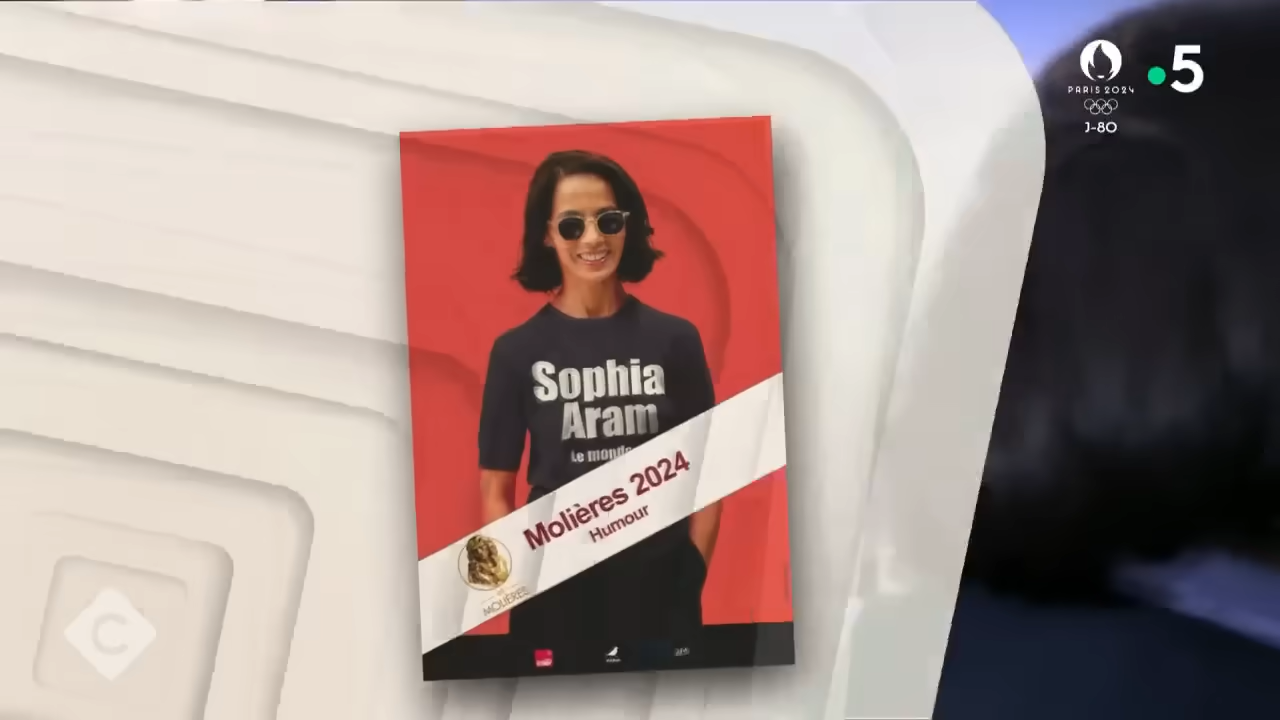 PARIS 2024
5
J-80
Sophia
Aram
Le monde
Molières 2024
Humour
MOLIÈRES
C